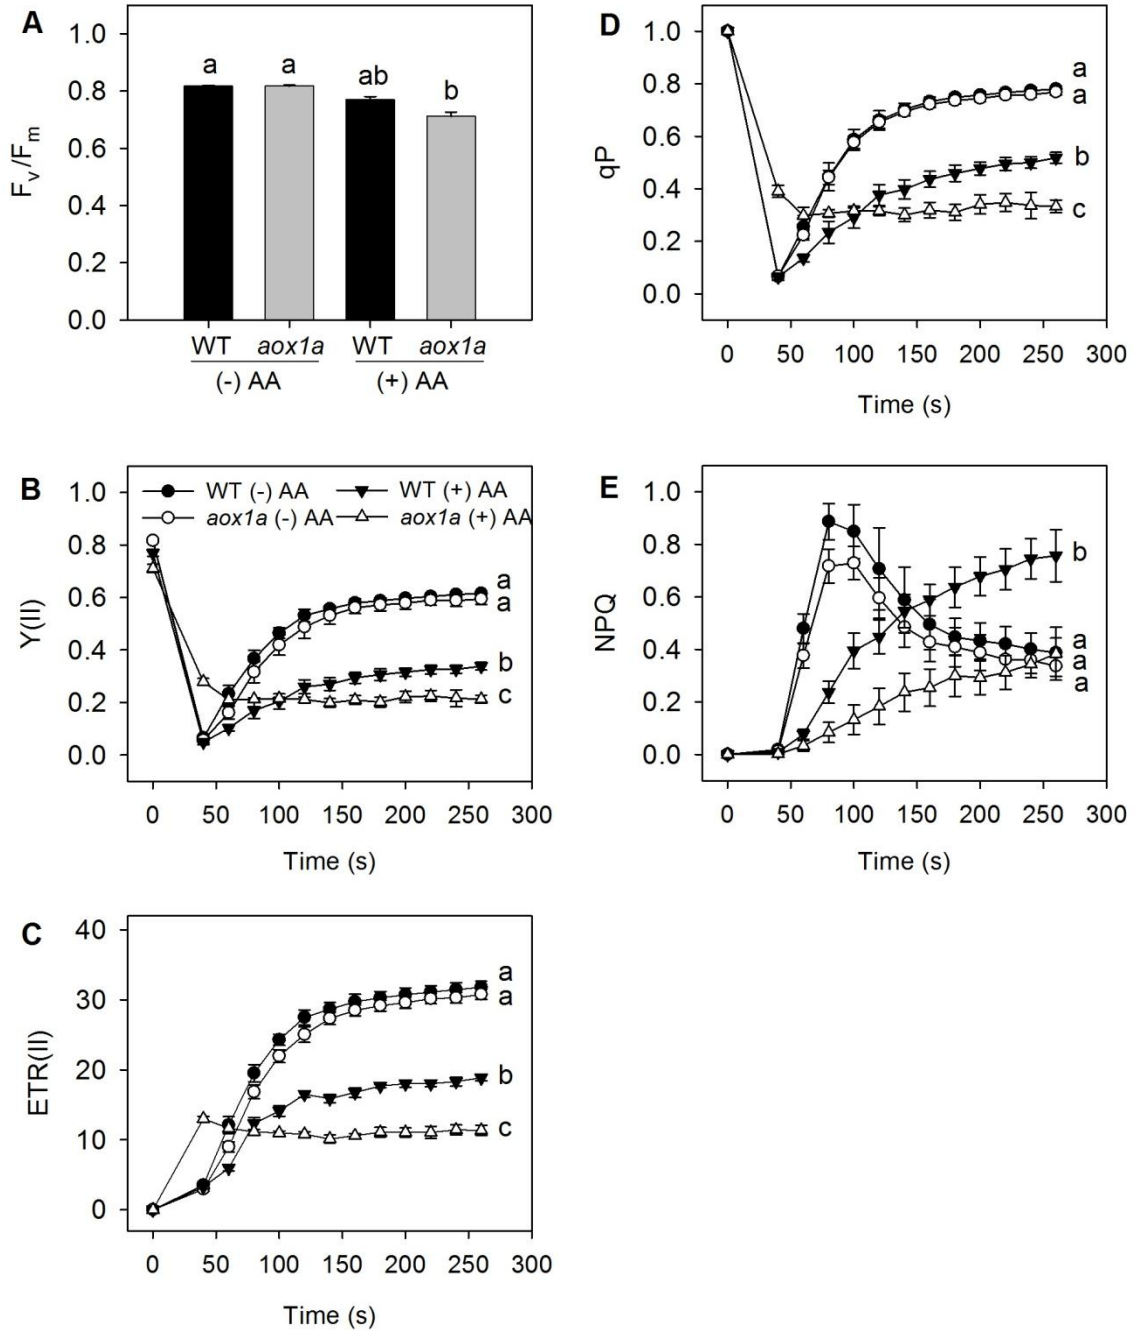 A
1.0
0.8
0.6
0.4
0.2
0.0
Fv/Fm
a
a
ab
b
WT
aox1a
WT
aox1a
(-) AA
(+) AA
D
1.0
0.8
0.6
0.4
0.2
0.0
qP
a
a
b
c
0 50 100 150 200 250 300
Time (s)
B
1.0
0.8
0.6
0.4
0.2
0.0
Y(II)
WT (-) AA
WT (+) AA
aox1a (-) AA
aox1a (+) AA
a
a
b
c
0 50 100 150 200 250 300
Time (s)
E
1.0
0.8
0.6
0.4
0.2
0.0
NPQ
b
a
a
a
0 50 100 150 200 250 300
Time (s)
C
40
30
20
10
0
ETR(II)
a
a
b
c
0 50 100 150 200 250 300
Time (s)